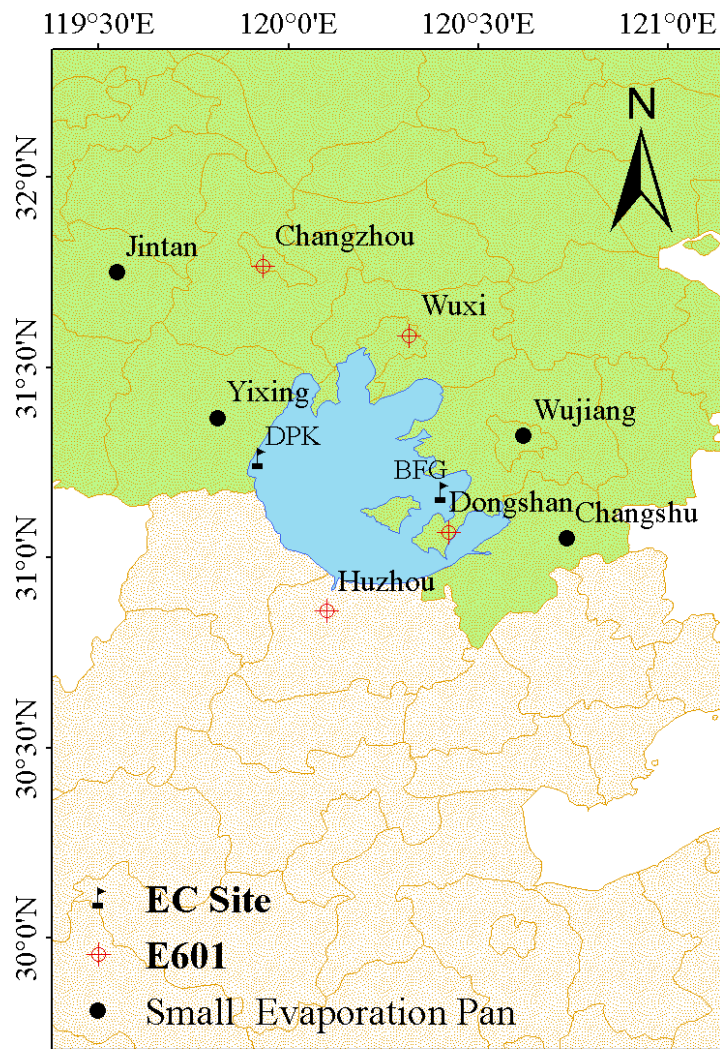 119°30'E 120°0'E 120°30'E 121°0'E
N
32°0'N
Changzhou
Jintan
Wuxi
31°30'N
Yixing
Wujiang
DPK
BFG
Dongshan
Changshu
31°0'N
Huzhou
30°30'N
EC Site
30°0'N
E601
Small Evaporation Pan